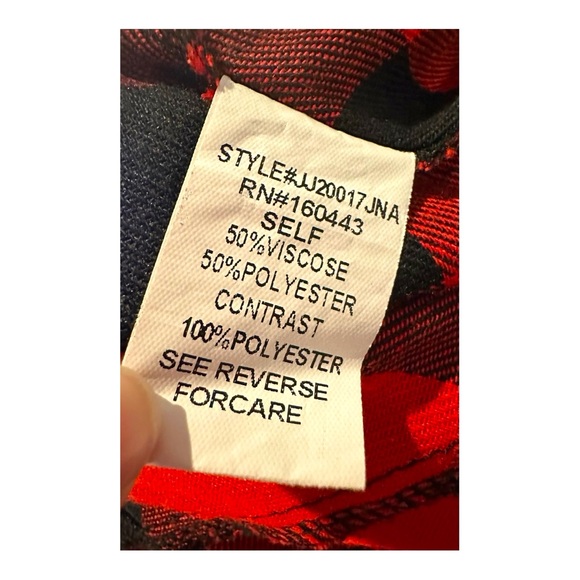 STYLE#JJ20017JNA
RN#160443
SELF
50%VISCOSE
50%POLYESTER
CONTRAST
100%POLYESTER
SEE REVERSE
FORCARE